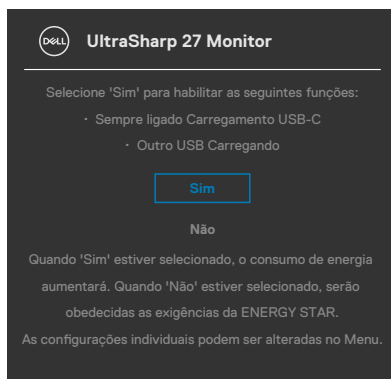 DELL
UltraSharp 27 Monitor
Selecione 'Sim' para habilitar as seguintes funções:
· Sempre ligado Carregamento USB-C
· Outro USB Carregando
Sim
Não
Quando 'Sim' estiver selecionado, o consumo de energia
aumentará. Quando 'Não' estiver selecionado, serão
obedecidas as exigências da ENERGY STAR.
As configurações individuais podem ser alteradas no Menu.